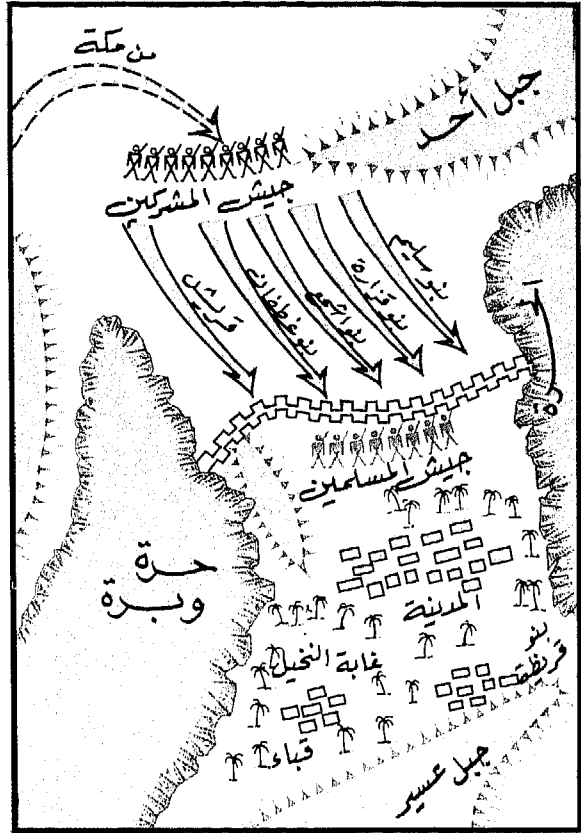 من مكة
جبل أحد
جيش المشركين
قريش
بنو غطفان
بنو أشجع
بنو فزارة
بنو سليم
جيش المسلمين
حرة
وبرة
المدينة
غابة النخيل
بنو
قريظة
قباء
جبل عسير